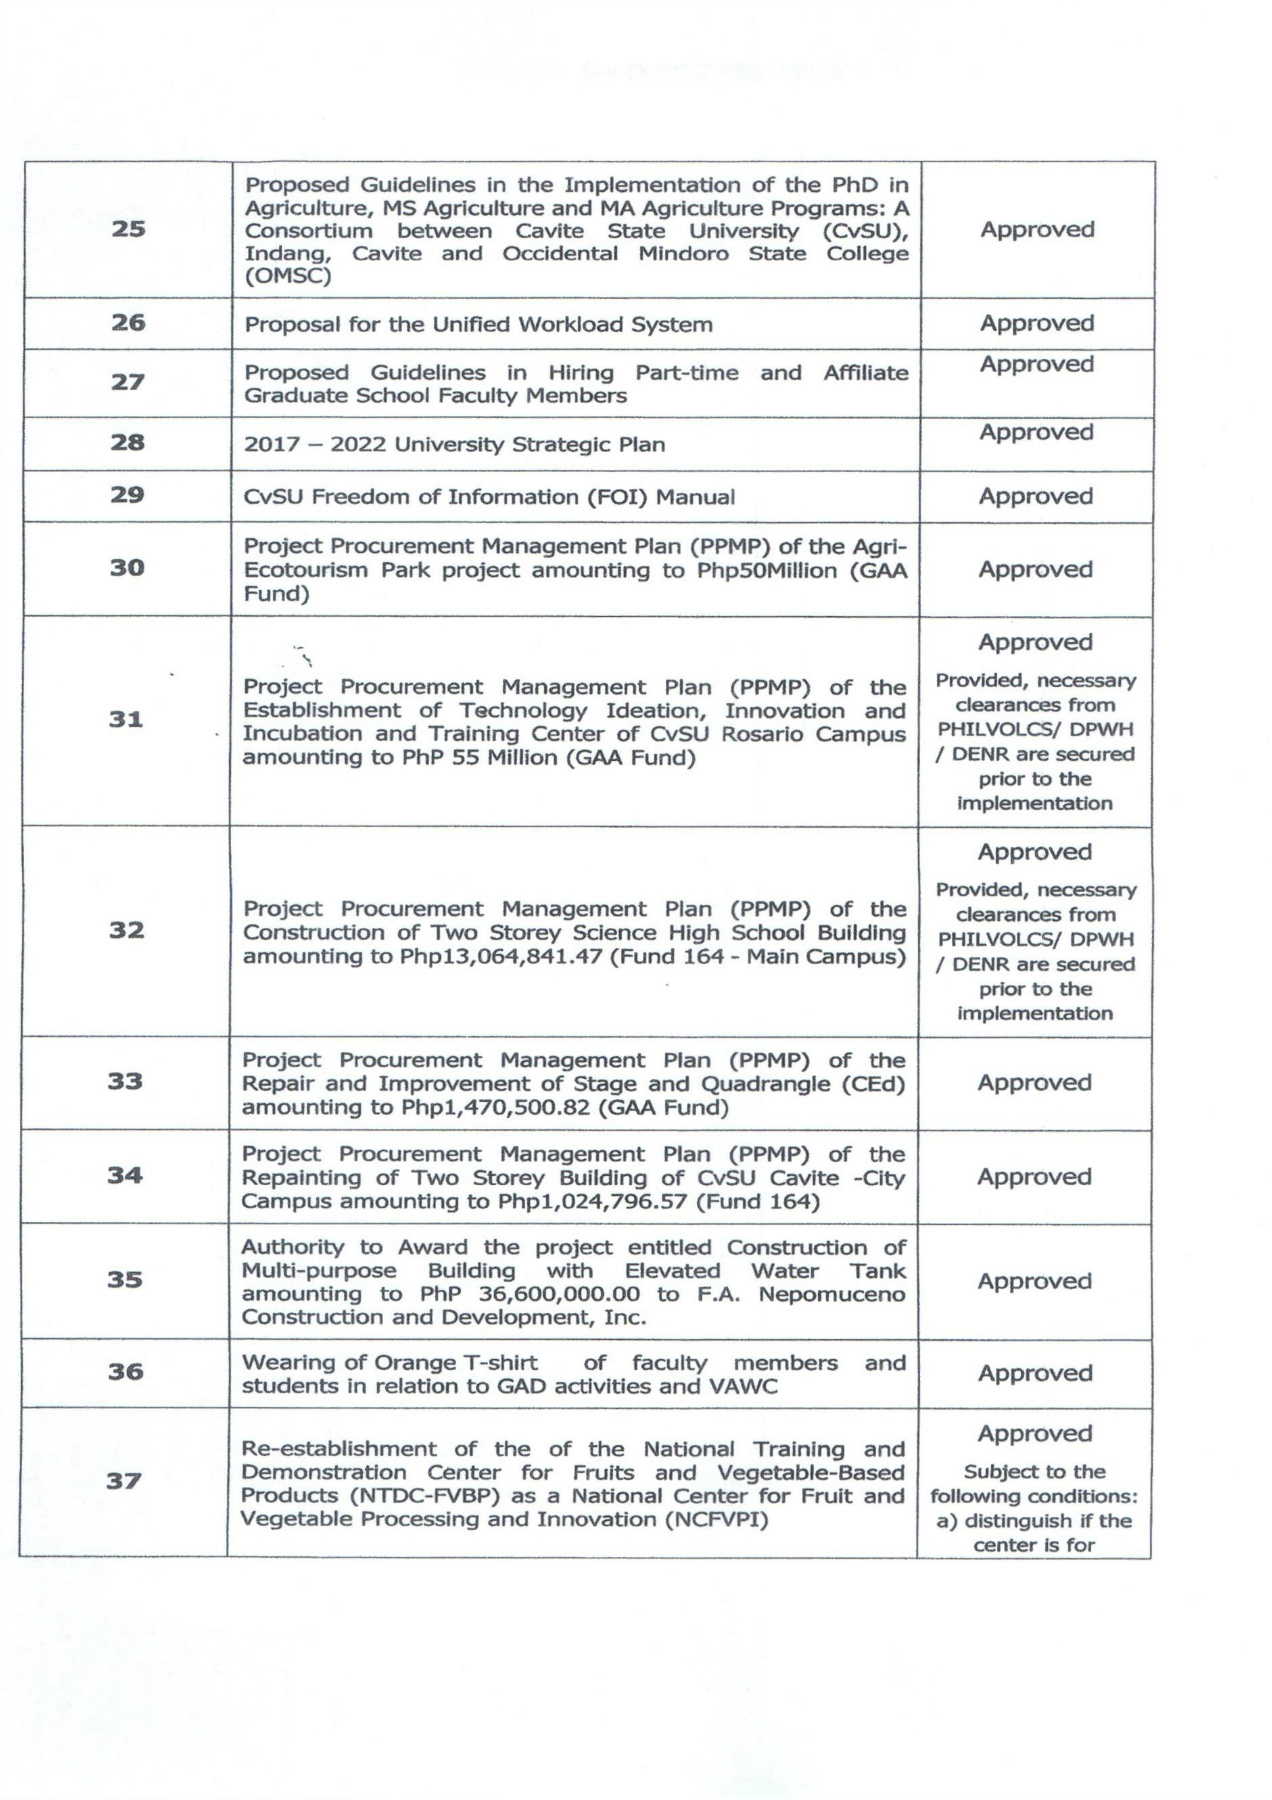 25
Proposed Guidelines in the Implementation of the PhD in
Agriculture, MS Agriculture and MA Agriculture Programs: A
Consortium between Cavite State University (CvSU),
Indang, Cavite and Occidental Mindoro State College
(OMSC)
Approved
26
Proposal for the Unified Workload System
Approved
27
Proposed Guidelines in Hiring Part-time and Affiliate
Graduate School Faculty Members
Approved
28
2017 – 2022 University Strategic Plan
Approved
29
CvSU Freedom of Information (FOI) Manual
Approved
30
Project Procurement Management Plan (PPMP) of the Agri-
Ecotourism Park project amounting to Php50Million (GAA
Fund)
Approved
31
Project Procurement Management Plan (PPMP) of the
Establishment of Technology Ideation, Innovation and
Incubation and Training Center of CvSU Rosario Campus
amounting to PhP 55 Million (GAA Fund)
Approved
Provided, necessary
clearances from
PHILVOLCS/ DPWH
/ DENR are secured
prior to the
implementation
32
Project Procurement Management Plan (PPMP) of the
Construction of Two Storey Science High School Building
amounting to Php13,064,841.47 (Fund 164 - Main Campus)
Approved
Provided, necessary
clearances from
PHILVOLCS/ DPWH
/ DENR are secured
prior to the
implementation
33
Project Procurement Management Plan (PPMP) of the
Repair and Improvement of Stage and Quadrangle (CEd)
amounting to Php1,470,500.82 (GAA Fund)
Approved
34
Project Procurement Management Plan (PPMP) of the
Repainting of Two Storey Building of CvSU Cavite -City
Campus amounting to Php1,024,796.57 (Fund 164)
Approved
35
Authority to Award the project entitled Construction of
Multi-purpose Building with Elevated Water Tank
amounting to PhP 36,600,000.00 to F.A. Nepomuceno
Construction and Development, Inc.
Approved
36
Wearing of Orange T-shirt of faculty members and
students in relation to GAD activities and VAWC
Approved
37
Re-establishment of the of the National Training and
Demonstration Center for Fruits and Vegetable-Based
Products (NTDC-FVBP) as a National Center for Fruit and
Vegetable Processing and Innovation (NCFVPI)
Approved
Subject to the
following conditions:
a) distinguish if the
center is for